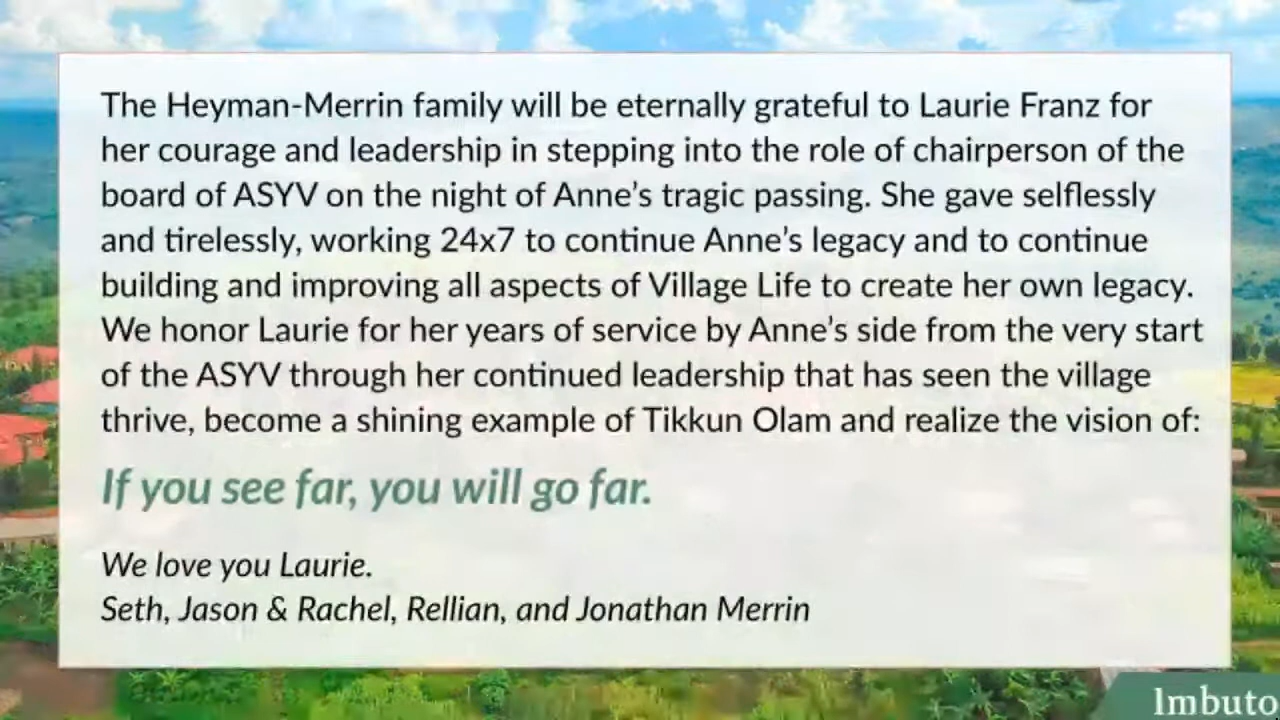 The Heyman-Merrin family will be eternally grateful to Laurie Franz for
her courage and leadership in stepping into the role of chairperson of the
board of ASYV on the night of Anne’s tragic passing. She gave selflessly
and tirelessly, working 24x7 to continue Anne’s legacy and to continue
building and improving all aspects of Village Life to create her own legacy.
We honor Laurie for her years of service by Anne’s side from the very start
of the ASYV through her continued leadership that has seen the village
thrive, become a shining example of Tikkun Olam and realize the vision of:
If you see far, you will go far.
We love you Laurie.
Seth, Jason & Rachel, Rellian, and Jonathan Merrin
Imbuto